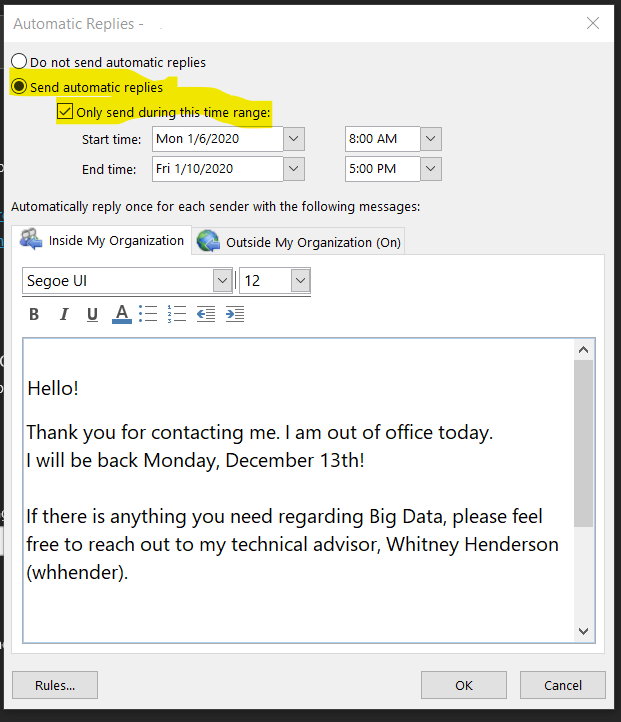 Automatic Replies -
Do not send automatic replies
Send automatic replies
Only send during this time range:
Start time: Mon 1/6/2020 8:00 AM
End time: Fri 1/10/2020 5:00 PM
Automatically reply once for each sender with the following messages:
Inside My Organization Outside My Organization (On)
Segoe UI 12
B I U A
Hello!
Thank you for contacting me. I am out of office today.
I will be back Monday, December 13th!
If there is anything you need regarding Big Data, please feel
free to reach out to my technical advisor, Whitney Henderson
(whhender).
Rules... OK Cancel